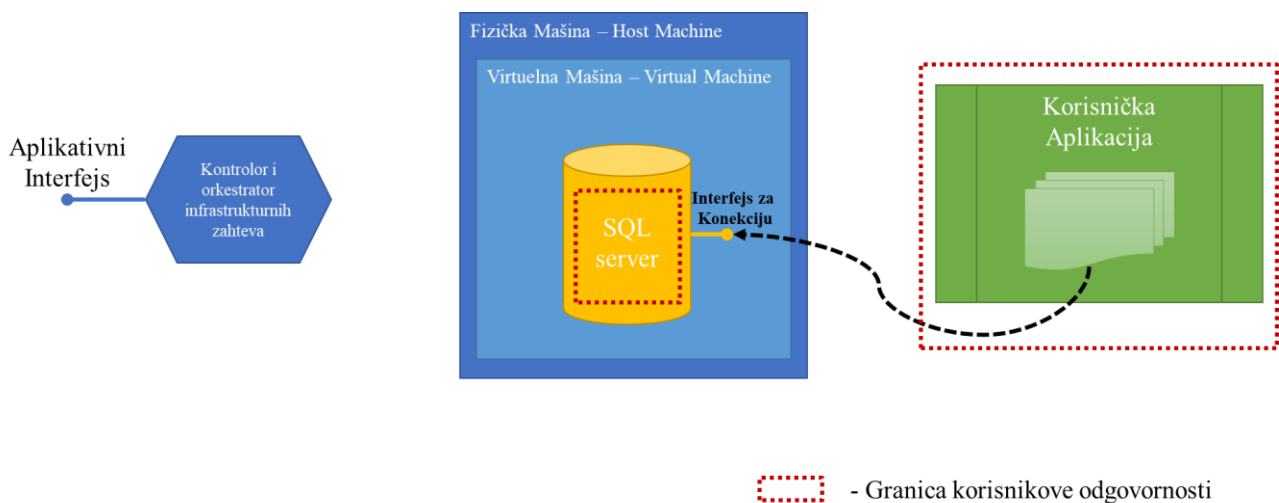 Fizička Mašina – Host Machine
Virtuelna Mašina – Virtual Machine
Aplikativni
Interfejs
Kontrolor i
orkestrator
infrastrukturnih
zahteva
SQL
server
Interfejs za
Konekciju
Korisnička
Aplikacija
- Granica korisnikove odgovornosti